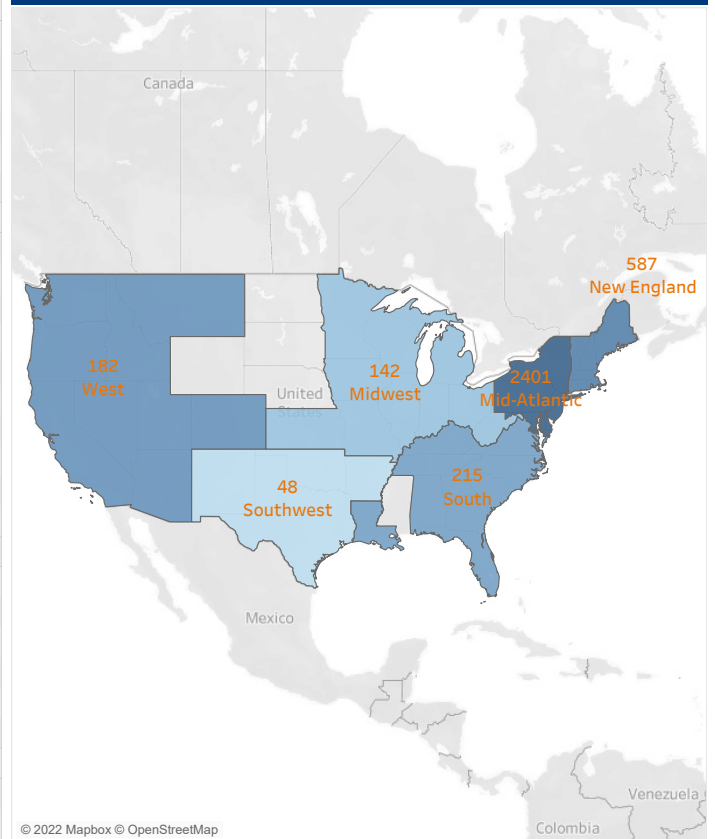 Canada
587
New England
182
West
142
Midwest
2401
Mid-Atlantic
United
States
48
Southwest
215
South
Mexico
Venezuela
Colombia
© 2022 Mapbox © OpenStreetMap